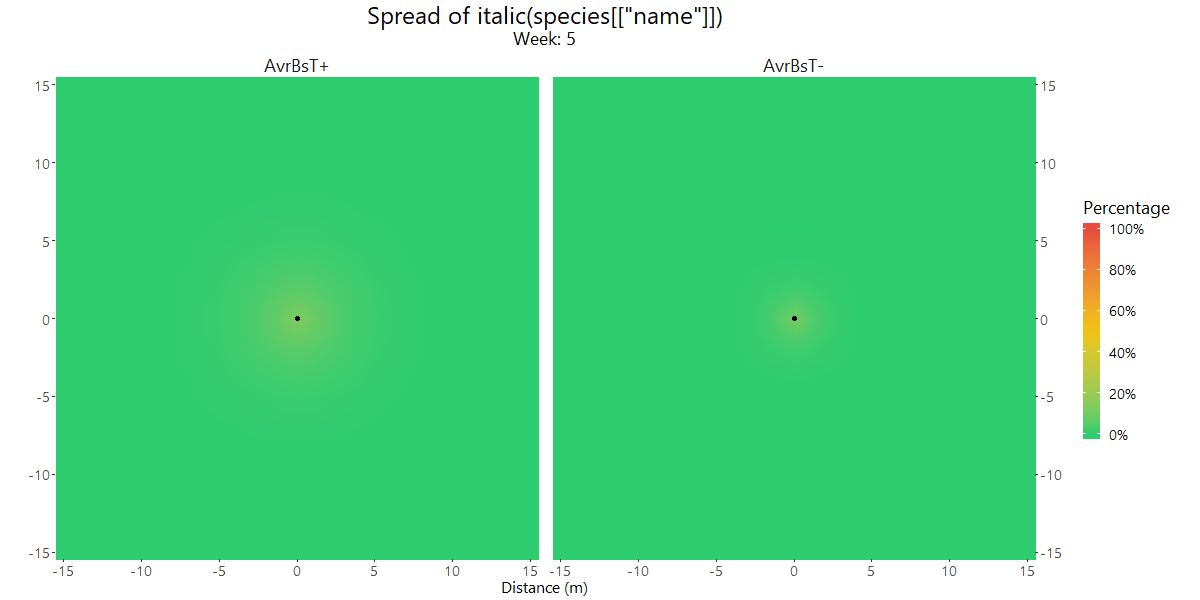 Spread of italic(species[["name"]])
Week: 5
AvrBsT+
AvrBsT-
15
10
5
0
-5
-10
-15
-15 -10 -5 0 5 10 15
-15 -10 -5 0 5 10 15
15
10
5
0
-5
-10
-15
Distance (m)
Percentage
100%
80%
60%
40%
20%
0%